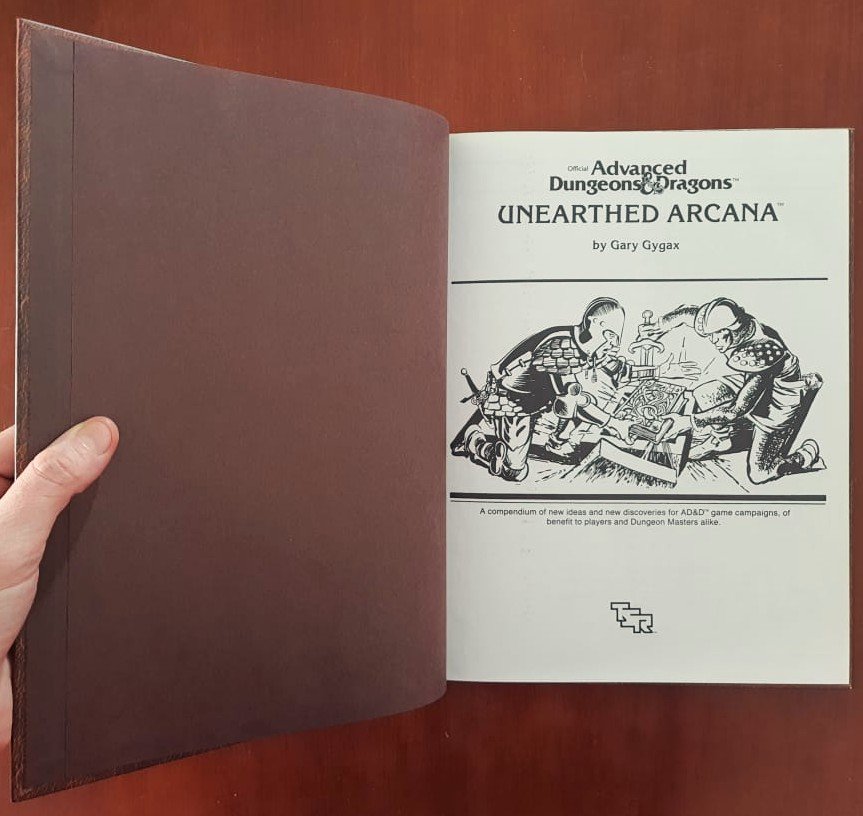 Official Advanced
Dungeons & Dragons™
UNEARTHED ARCANA™
by Gary Gygax
A compendium of new ideas and new discoveries for AD&D™ game campaigns, of
benefit to players and Dungeon Masters alike.
TSR